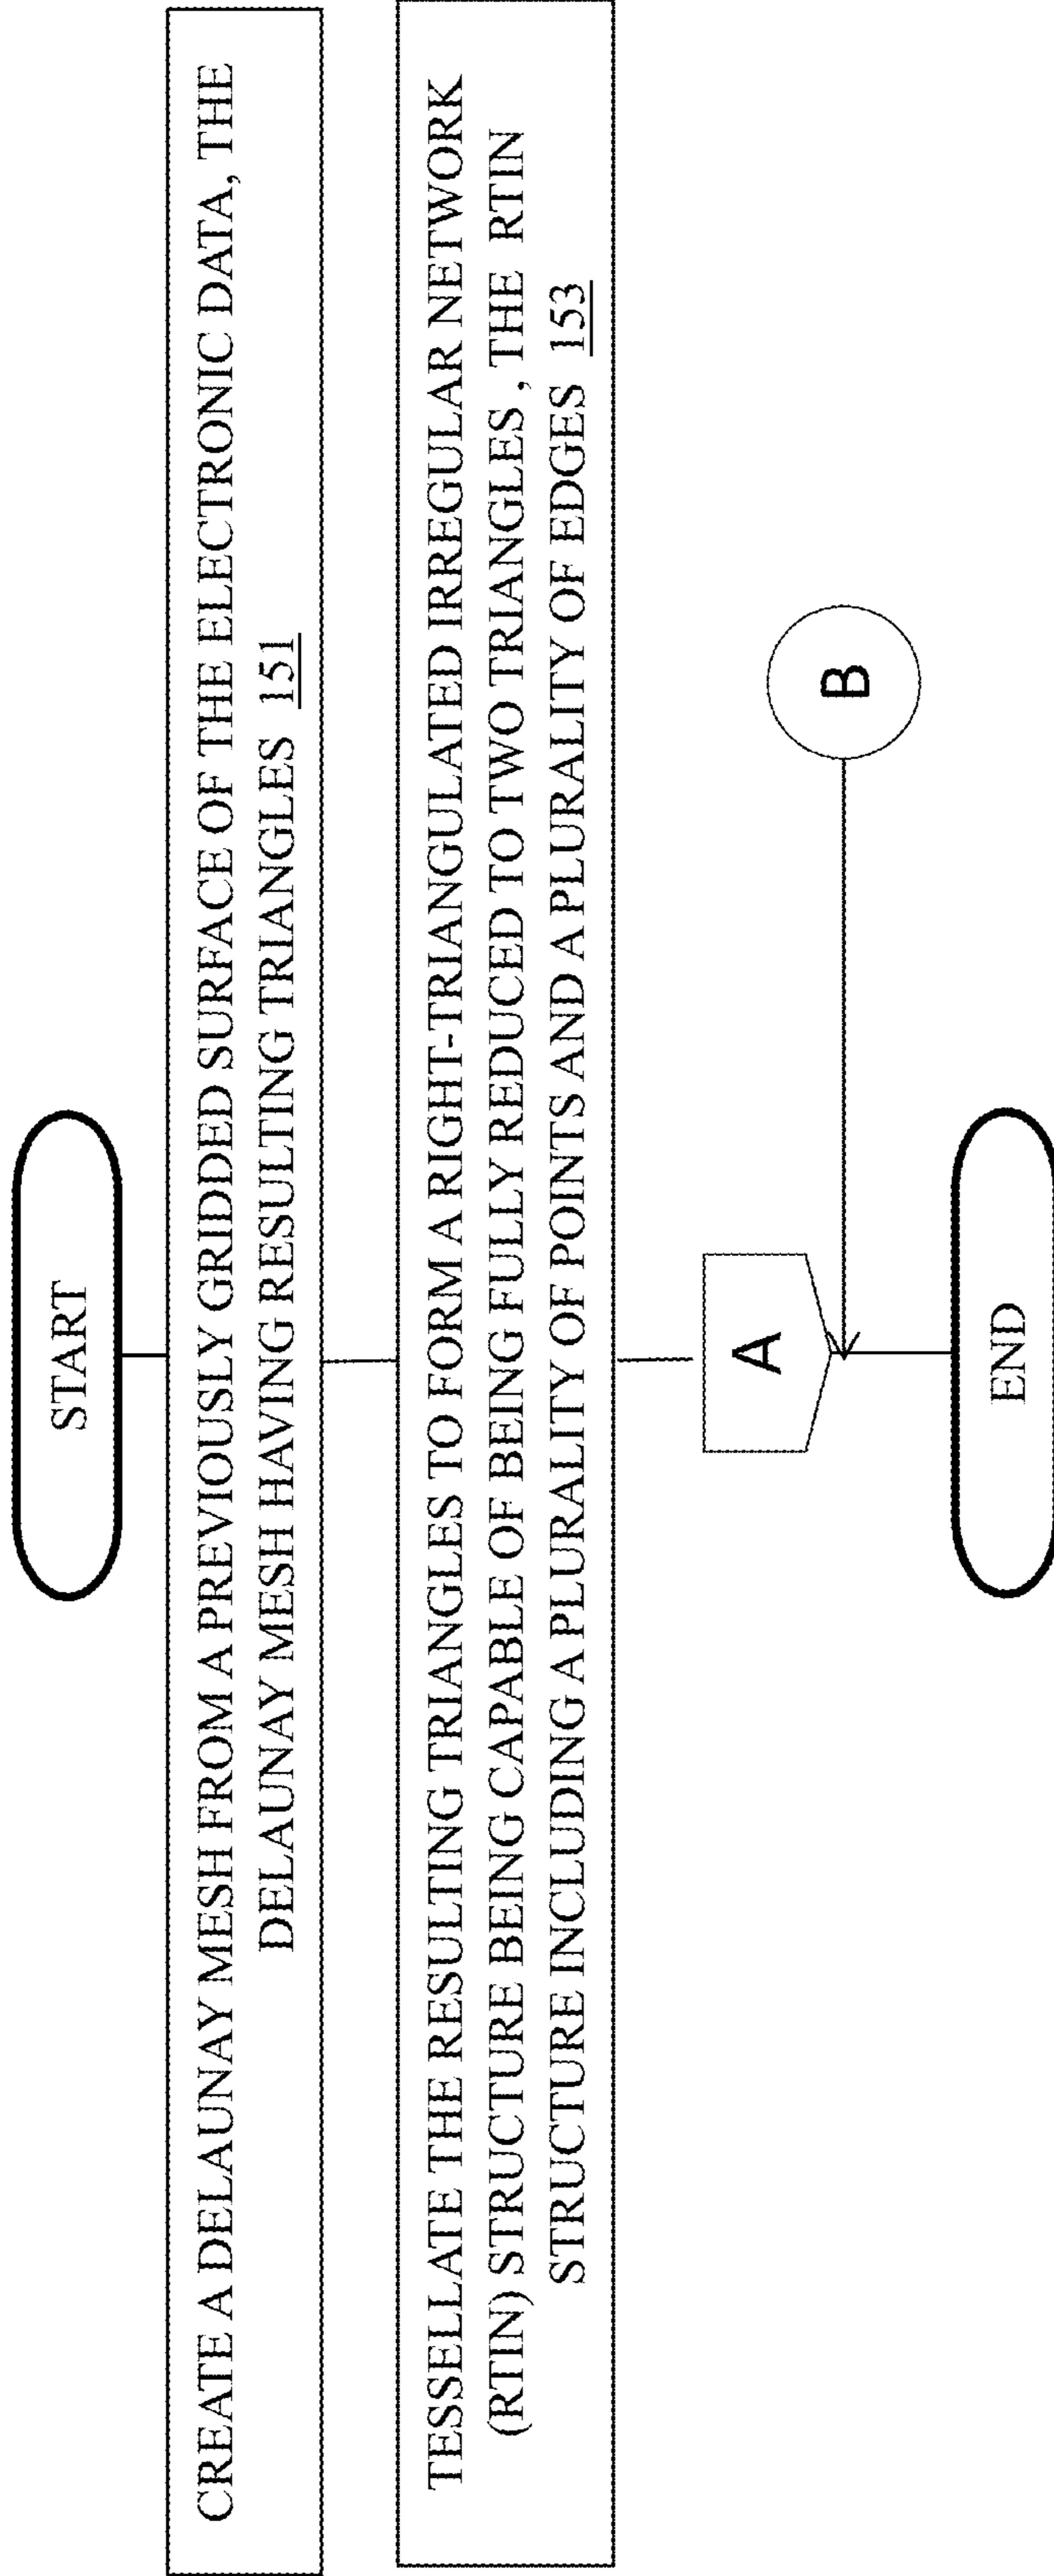 START
CREATE A DELAUNAY MESH FROM A PREVIOUSLY GRIDDED SURFACE OF THE ELECTRONIC DATA, THE
DELAUNAY MESH HAVING RESULTING TRIANGLES 151
TESSELLATE THE RESULTING TRIANGLES TO FORM A RIGHT-TRIANGULATED IRREGULAR NETWORK
(RTIN) STRUCTURE BEING CAPABLE OF BEING FULLY REDUCED TO TWO TRIANGLES , THE RTIN
STRUCTURE INCLUDING A PLURALITY OF POINTS AND A PLURALITY OF EDGES 153
A
B
END